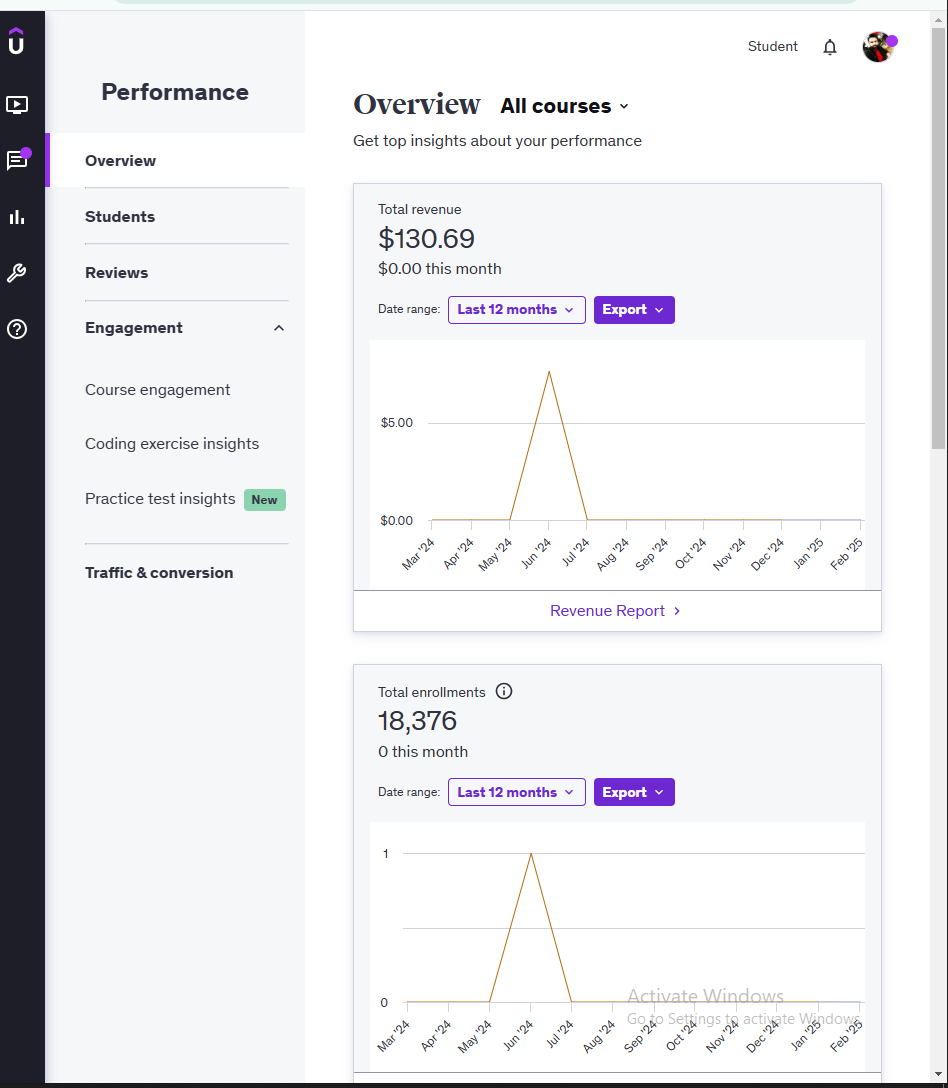 Student
Performance
Overview
Students
Reviews
Engagement
Course engagement
Coding exercise insights
Practice test insights New
Traffic & conversion
Overview All courses
Get top insights about your performance
Total revenue
$130.69
$0.00 this month
Date range: Last 12 months Export
$5.00
$0.00
Mar '24 Apr '24 May '24 Jun '24 Jul '24 Aug '24 Sep '24 Oct '24 Nov '24 Dec '24 Jan '25 Feb '25
Revenue Report
Total enrollments
18,376
0 this month
Date range: Last 12 months Export
1
0
Mar '24 Apr '24 May '24 Jun '24 Jul '24 Aug '24 Sep '24 Oct '24 Nov '24 Dec '24 Jan '25 Feb '25
Activate Windows
Go to Settings to activate Windows.